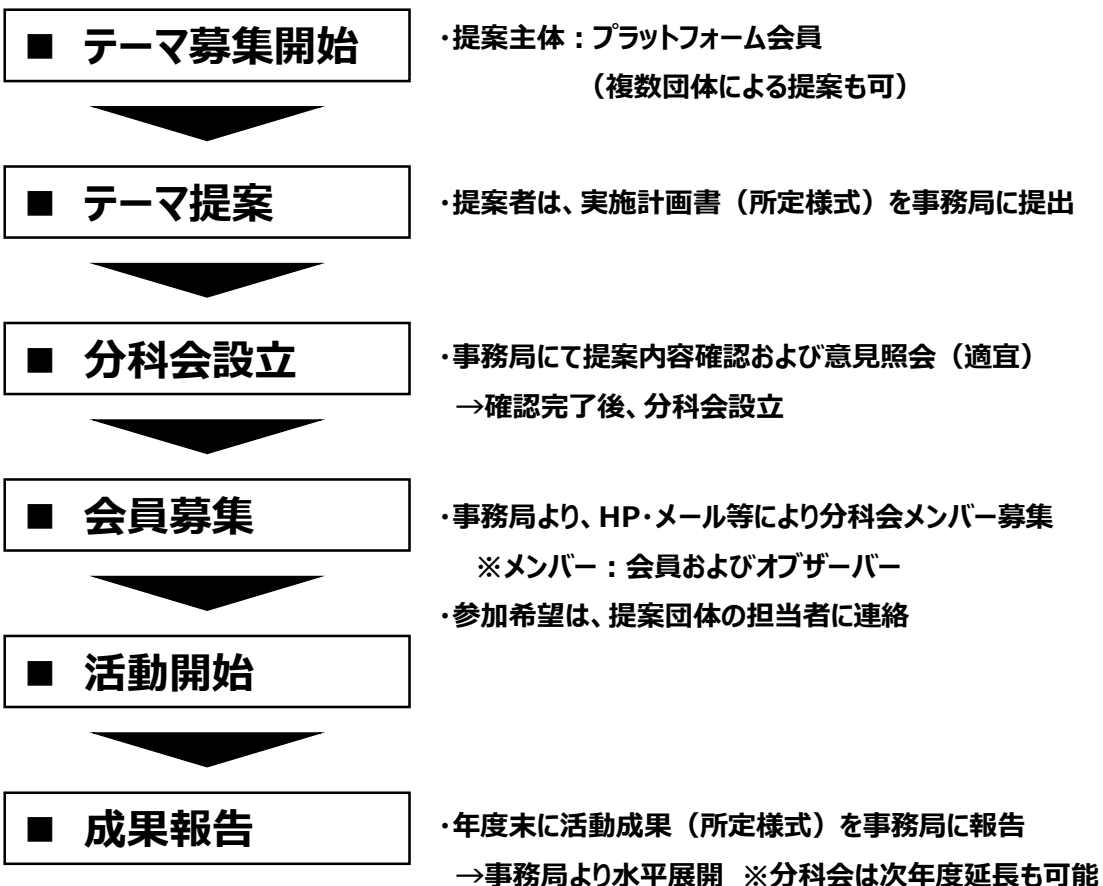 ■ テーマ募集開始
・提案主体：プラットフォーム会員
（複数団体による提案も可）
■ テーマ提案
・提案者は、実施計画書（所定様式）を事務局に提出
■ 分科会設立
・事務局にて提案内容確認および意見照会（適宜）
→確認完了後、分科会設立
■ 会員募集
・事務局より、HP・メール等により分科会メンバー募集
※メンバー：会員およびオブザーバー
・参加希望は、提案団体の担当者に連絡
■ 活動開始
■ 成果報告
・年度末に活動成果（所定様式）を事務局に報告
→事務局より水平展開 ※分科会は次年度延長も可能